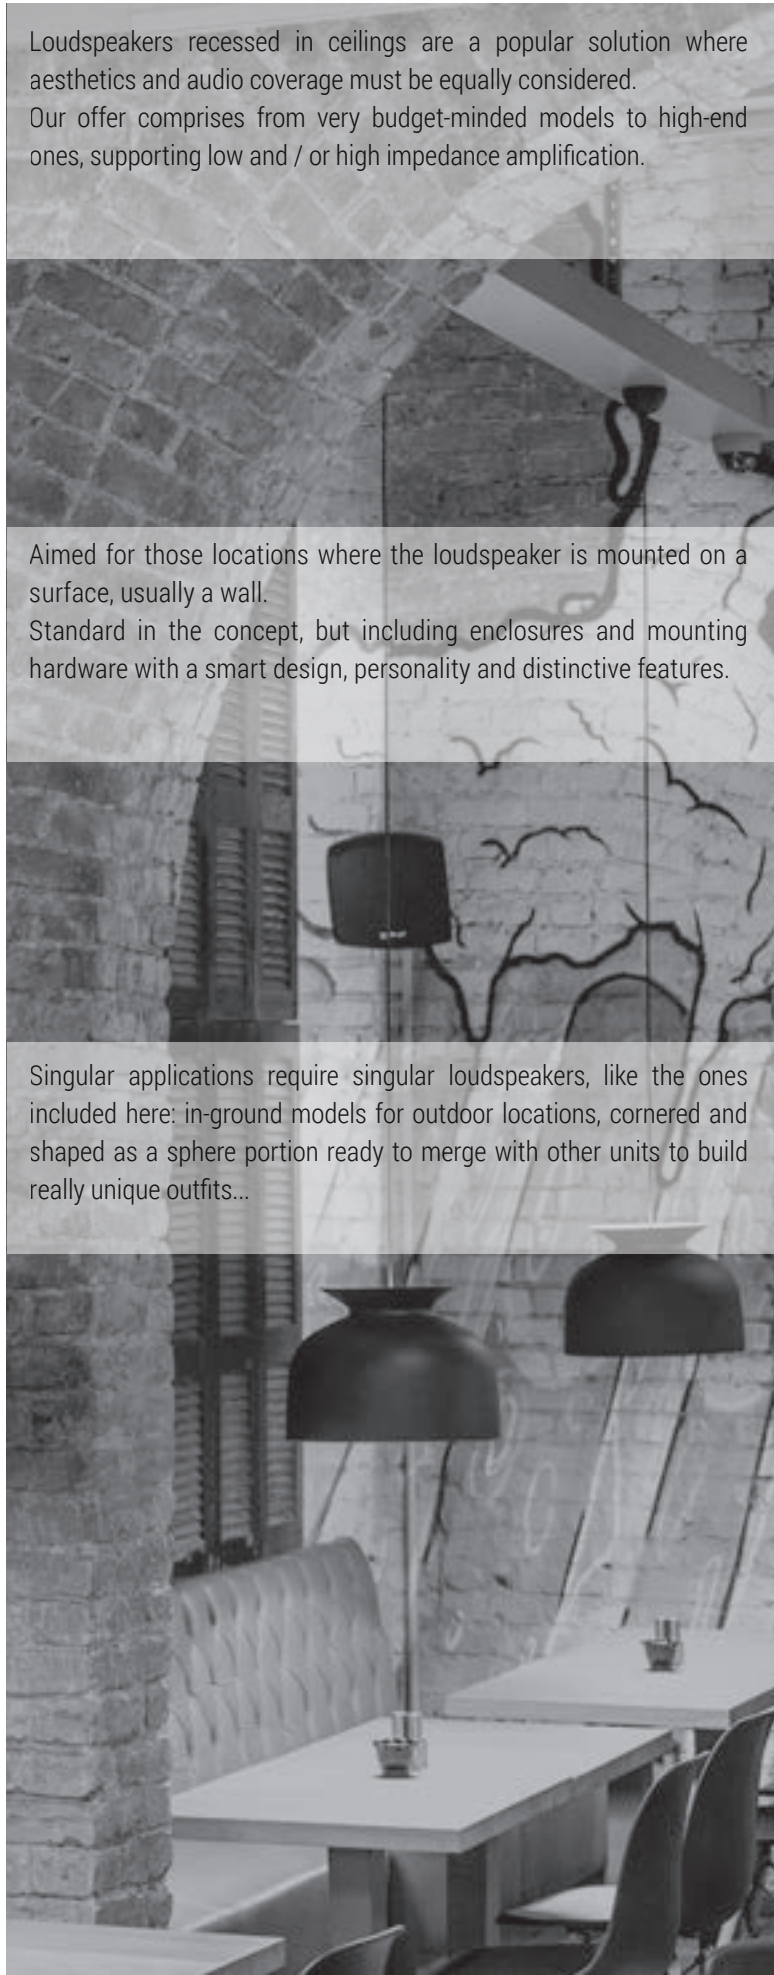 Loudspeakers recessed in ceilings are a popular solution where
aesthetics and audio coverage must be equally considered.
Our offer comprises from very budget-minded models to high-end
ones, supporting low and / or high impedance amplification.
Aimed for those locations where the loudspeaker is mounted on a
surface, usually a wall.
Standard in the concept, but including enclosures and mounting
hardware with a smart design, personality and distinctive features.
Singular applications require singular loudspeakers, like the ones
included here: in-ground models for outdoor locations, cornered and
shaped as a sphere portion ready to merge with other units to build
really unique outfits...